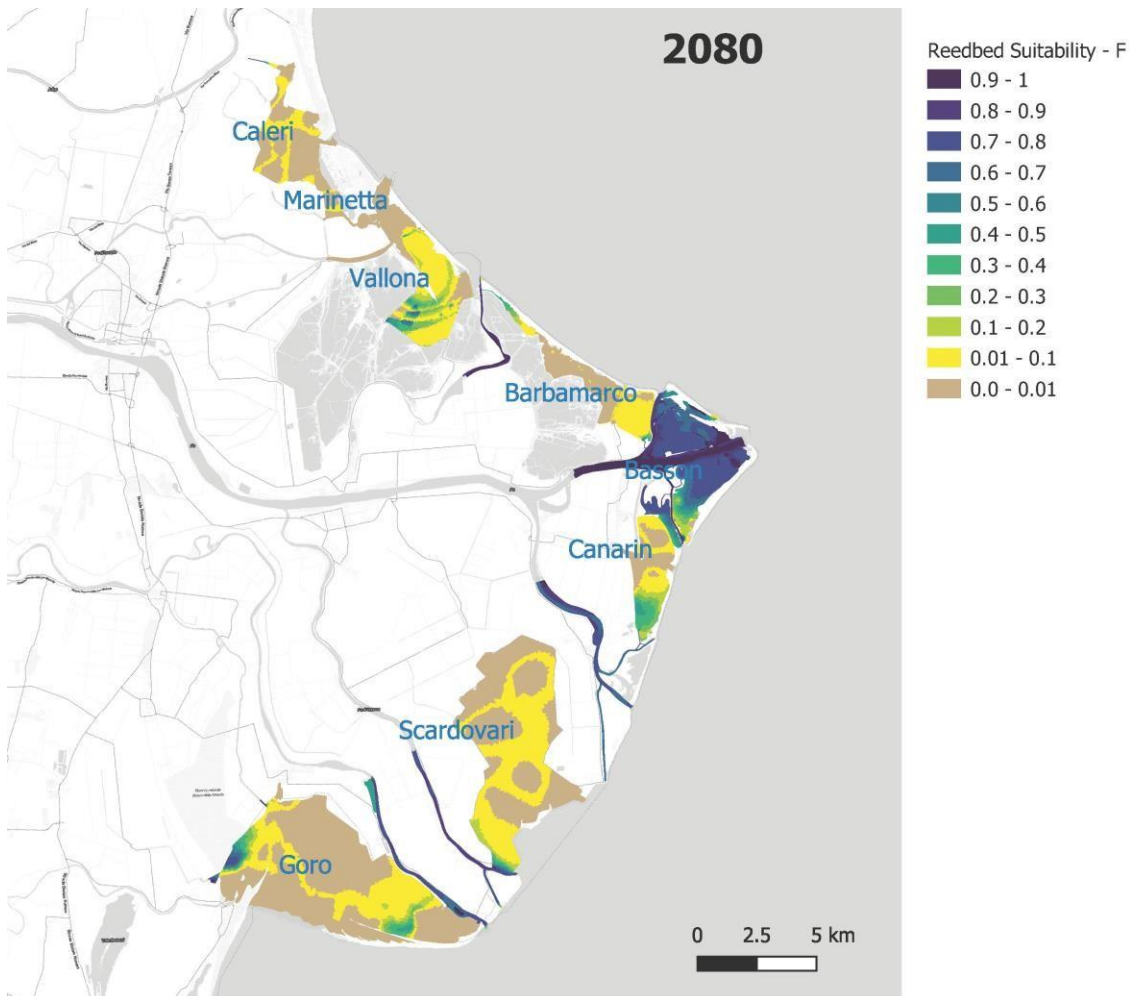 2080
Reedbed Suitability - F
0.9 - 1
0.8 - 0.9
0.7 - 0.8
0.6 - 0.7
0.5 - 0.6
0.4 - 0.5
0.3 - 0.4
0.2 - 0.3
0.1 - 0.2
0.01 - 0.1
0.0 - 0.01
Caleri
Marinetta
Vallona
Barbamarco
Basson
Canarin
Scardovari
Goro
0 2.5 5 km